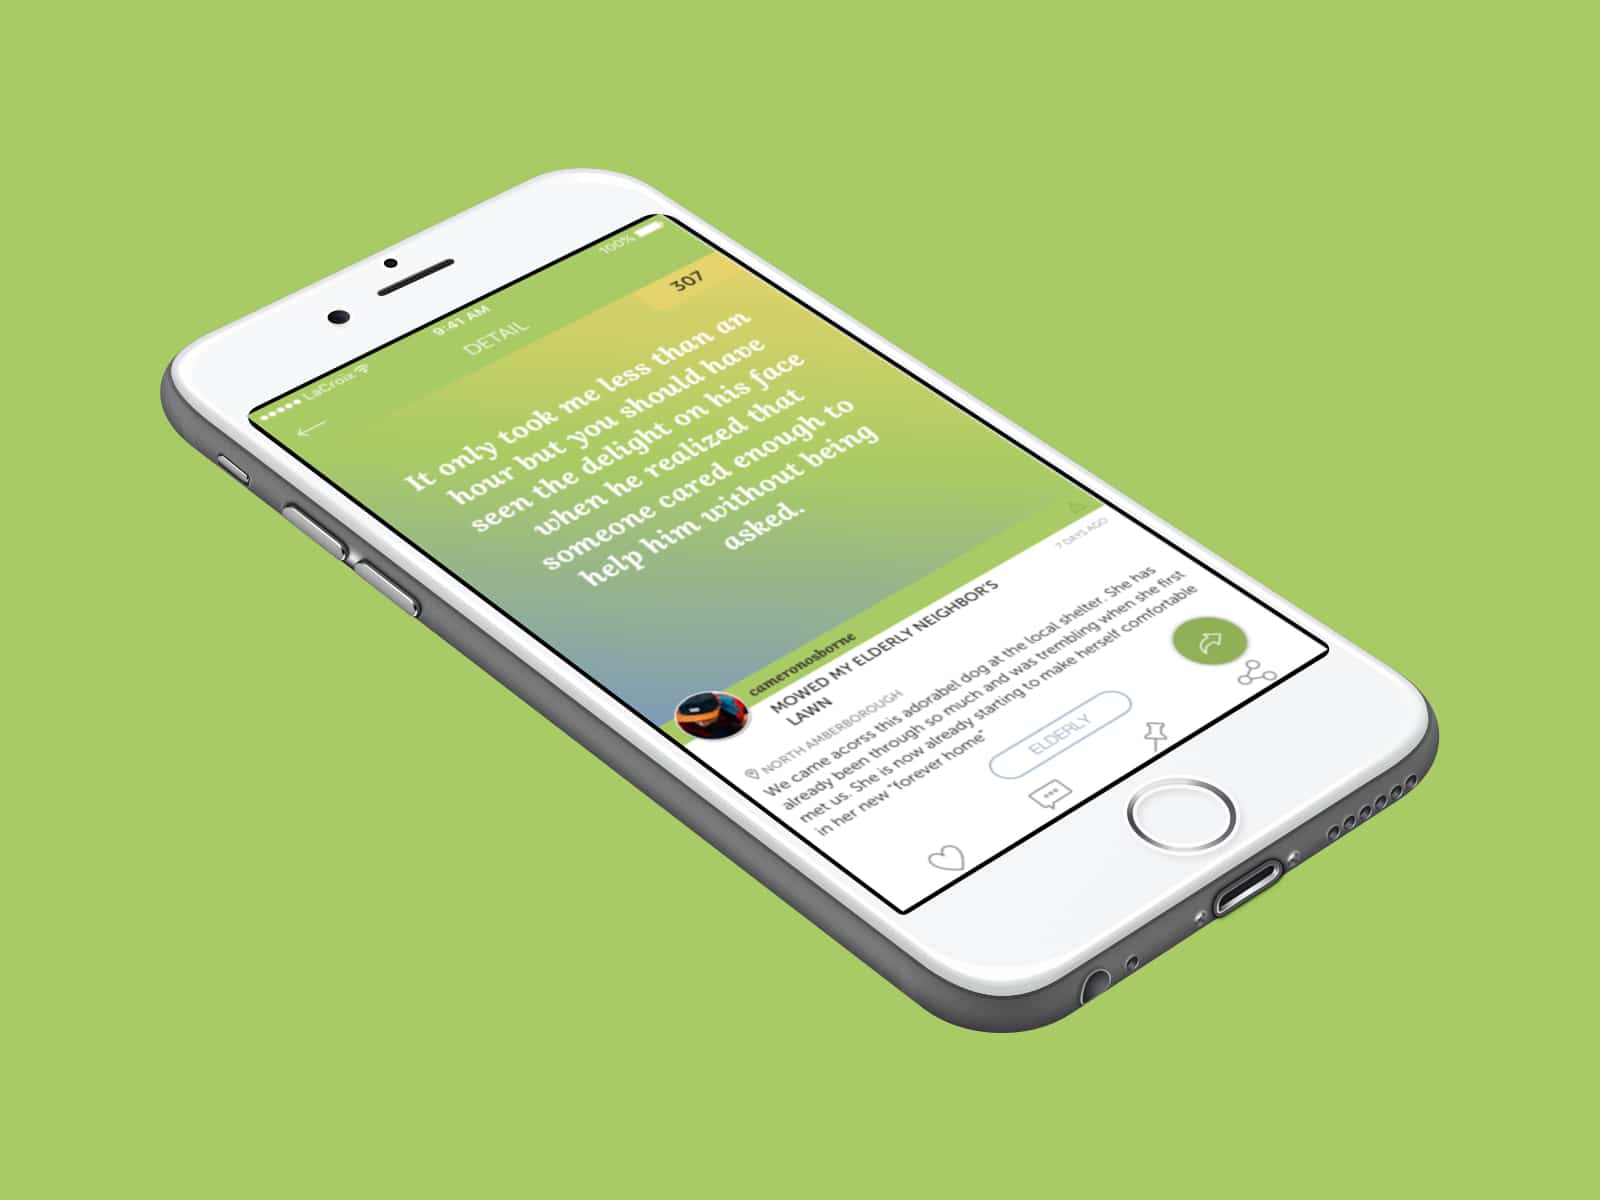 LaCroix
9:41 AM
100%
DETAIL
307
It only took me less than an
hour but you should have
seen the delight on his face
when he realized that
someone cared enough to
help him without being
asked.
cameronosborne
7 DAYS AGO
MOWED MY ELDERLY NEIGHBOR'S
LAWN
NORTH AMBERBOROUGH
We came acorss this adorabel dog at the local shelter. She has
already been through so much and was trembling when she first
met us. She is now already starting to make herself comfortable
in her new "forever home"
ELDERLY